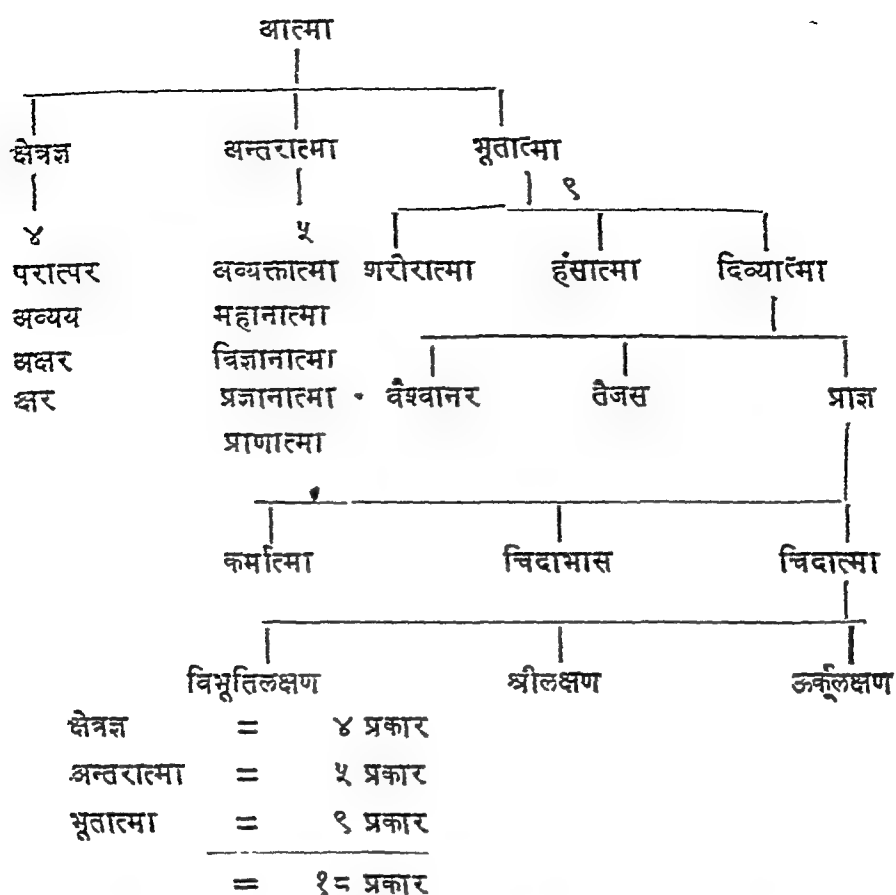 आत्मा
क्षेत्रज्ञ अन्तरात्मा भूतात्मा
४ ५ ९
परात्पर अव्यक्तात्मा शरीरात्मा हंसात्मा दिव्यात्मा
अव्यय महानात्मा
अक्षर विज्ञानात्मा
क्षर प्रज्ञानात्मा वैश्वानर तैजस प्राज्ञ
प्राणात्मा
कर्मात्मा चिदाभास चिदात्मा
विभूतिलक्षण श्रीलक्षण ऊर्क्लक्षण
क्षेत्रज्ञ = ४ प्रकार
अन्तरात्मा = ५ प्रकार
भूतात्मा = ९ प्रकार
= १८ प्रकार